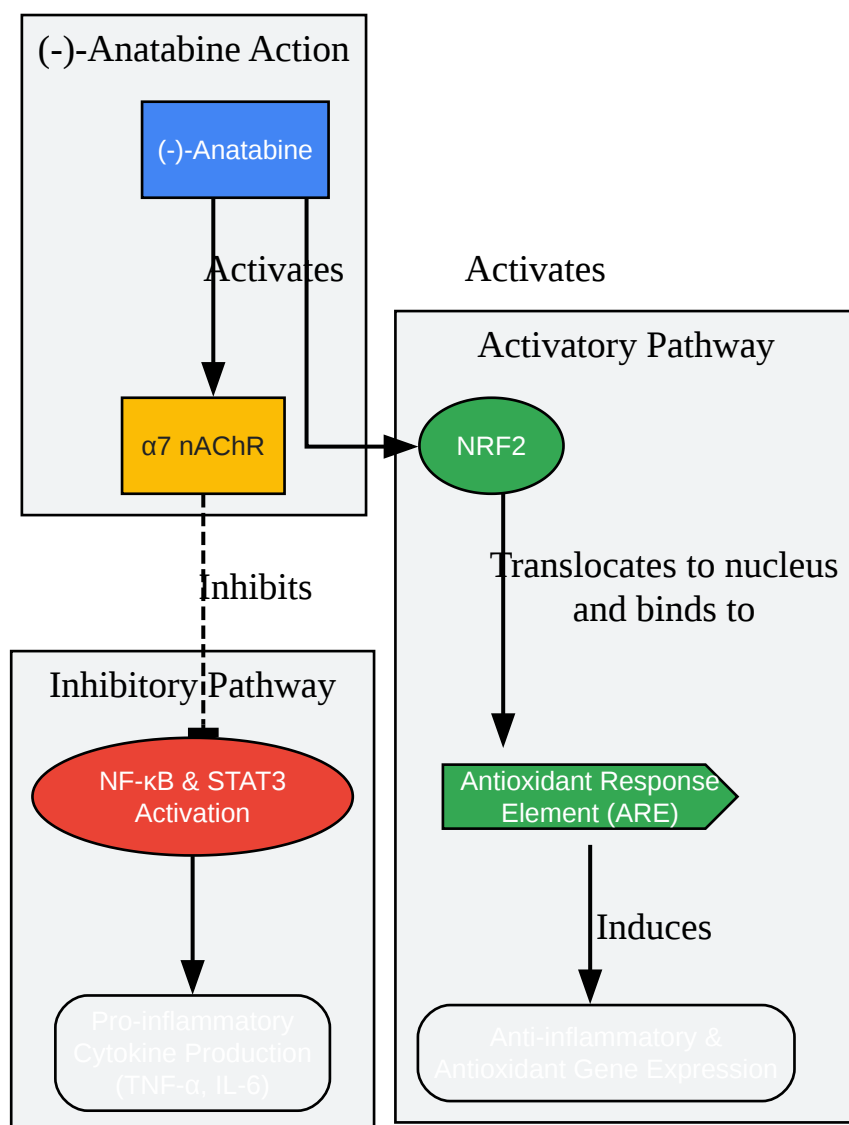 (-)-Anatabine Action
(-)-Anatabine
Activates
Activates
Activatory Pathway
α7 nAChR
NRF2
Inhibits
Translocates to nucleus
and binds to
Inhibitory Pathway
NF-κB & STAT3
Activation
Antioxidant Response
Element (ARE)
Induces
Pro-inflammatory
Cytokine Production
(TNF-α, IL-6)
Anti-inflammatory &
Antioxidant Gene Expression